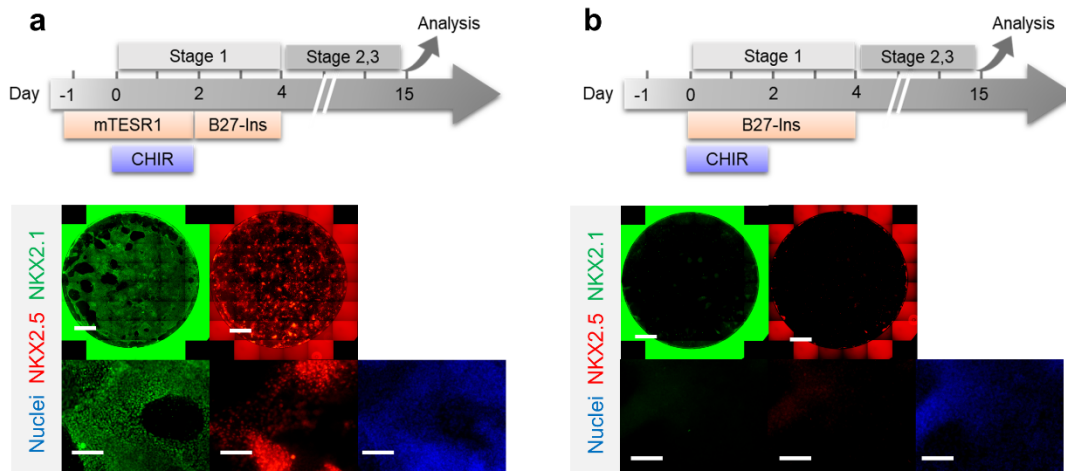 a
Analysis
Stage 1
Stage 2,3
Day
-1
0
2
4
15
mTESR1
B27-Ins
CHIR
Nuclei NKX2.5 NKX2.1
b
Analysis
Stage 1
Stage 2,3
Day
-1
0
2
4
15
B27-Ins
CHIR
Nuclei NKX2.5 NKX2.1